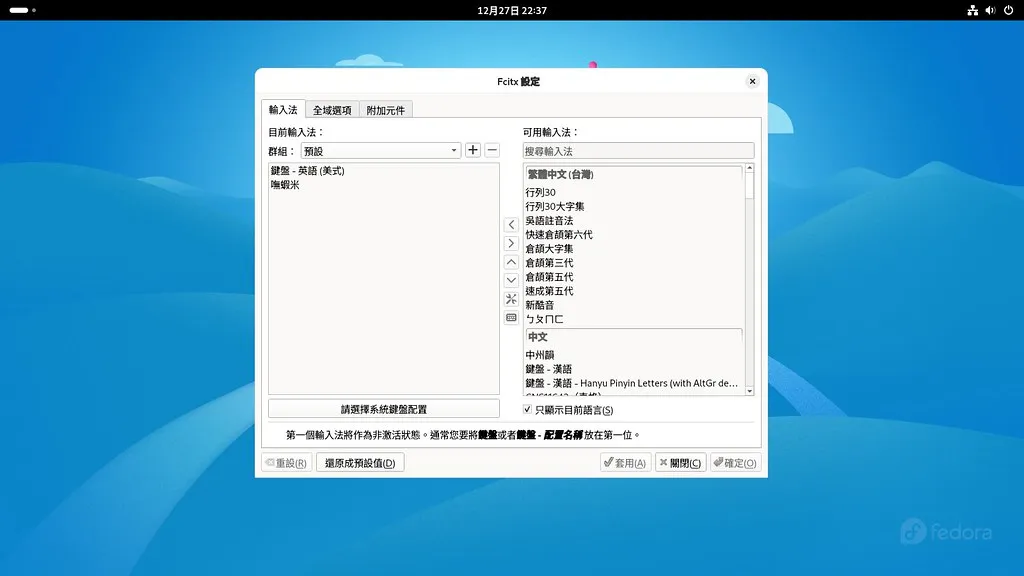 12月27日 22:37
Fcitx 設定
輸入法
全域選項
附加元件
目前輸入法：
群組：
預設
鍵盤 - 英語 (美式)
嘸蝦米
請選擇系統鍵盤配置
可用輸入法：
搜尋輸入法
繁體中文 (台灣)
行列30
行列30大字集
吳語註音法
快速倉頡第六代
倉頡大字集
倉頡第三代
倉頡第五代
速成第五代
新酷音
ㄅㄆㄇㄈ
中文
中州韻
鍵盤 - 漢語
鍵盤 - 漢語 - Hanyu Pinyin Letters (with AltGr de...
只顯示目前語言(S)
第一個輸入法將作為非激活狀態。通常您要將鍵盤或者鍵盤 - 配置名稱 放在第一位。
重設(R)
還原成預設值(D)
套用(A)
關閉(C)
確定(O)
fedora